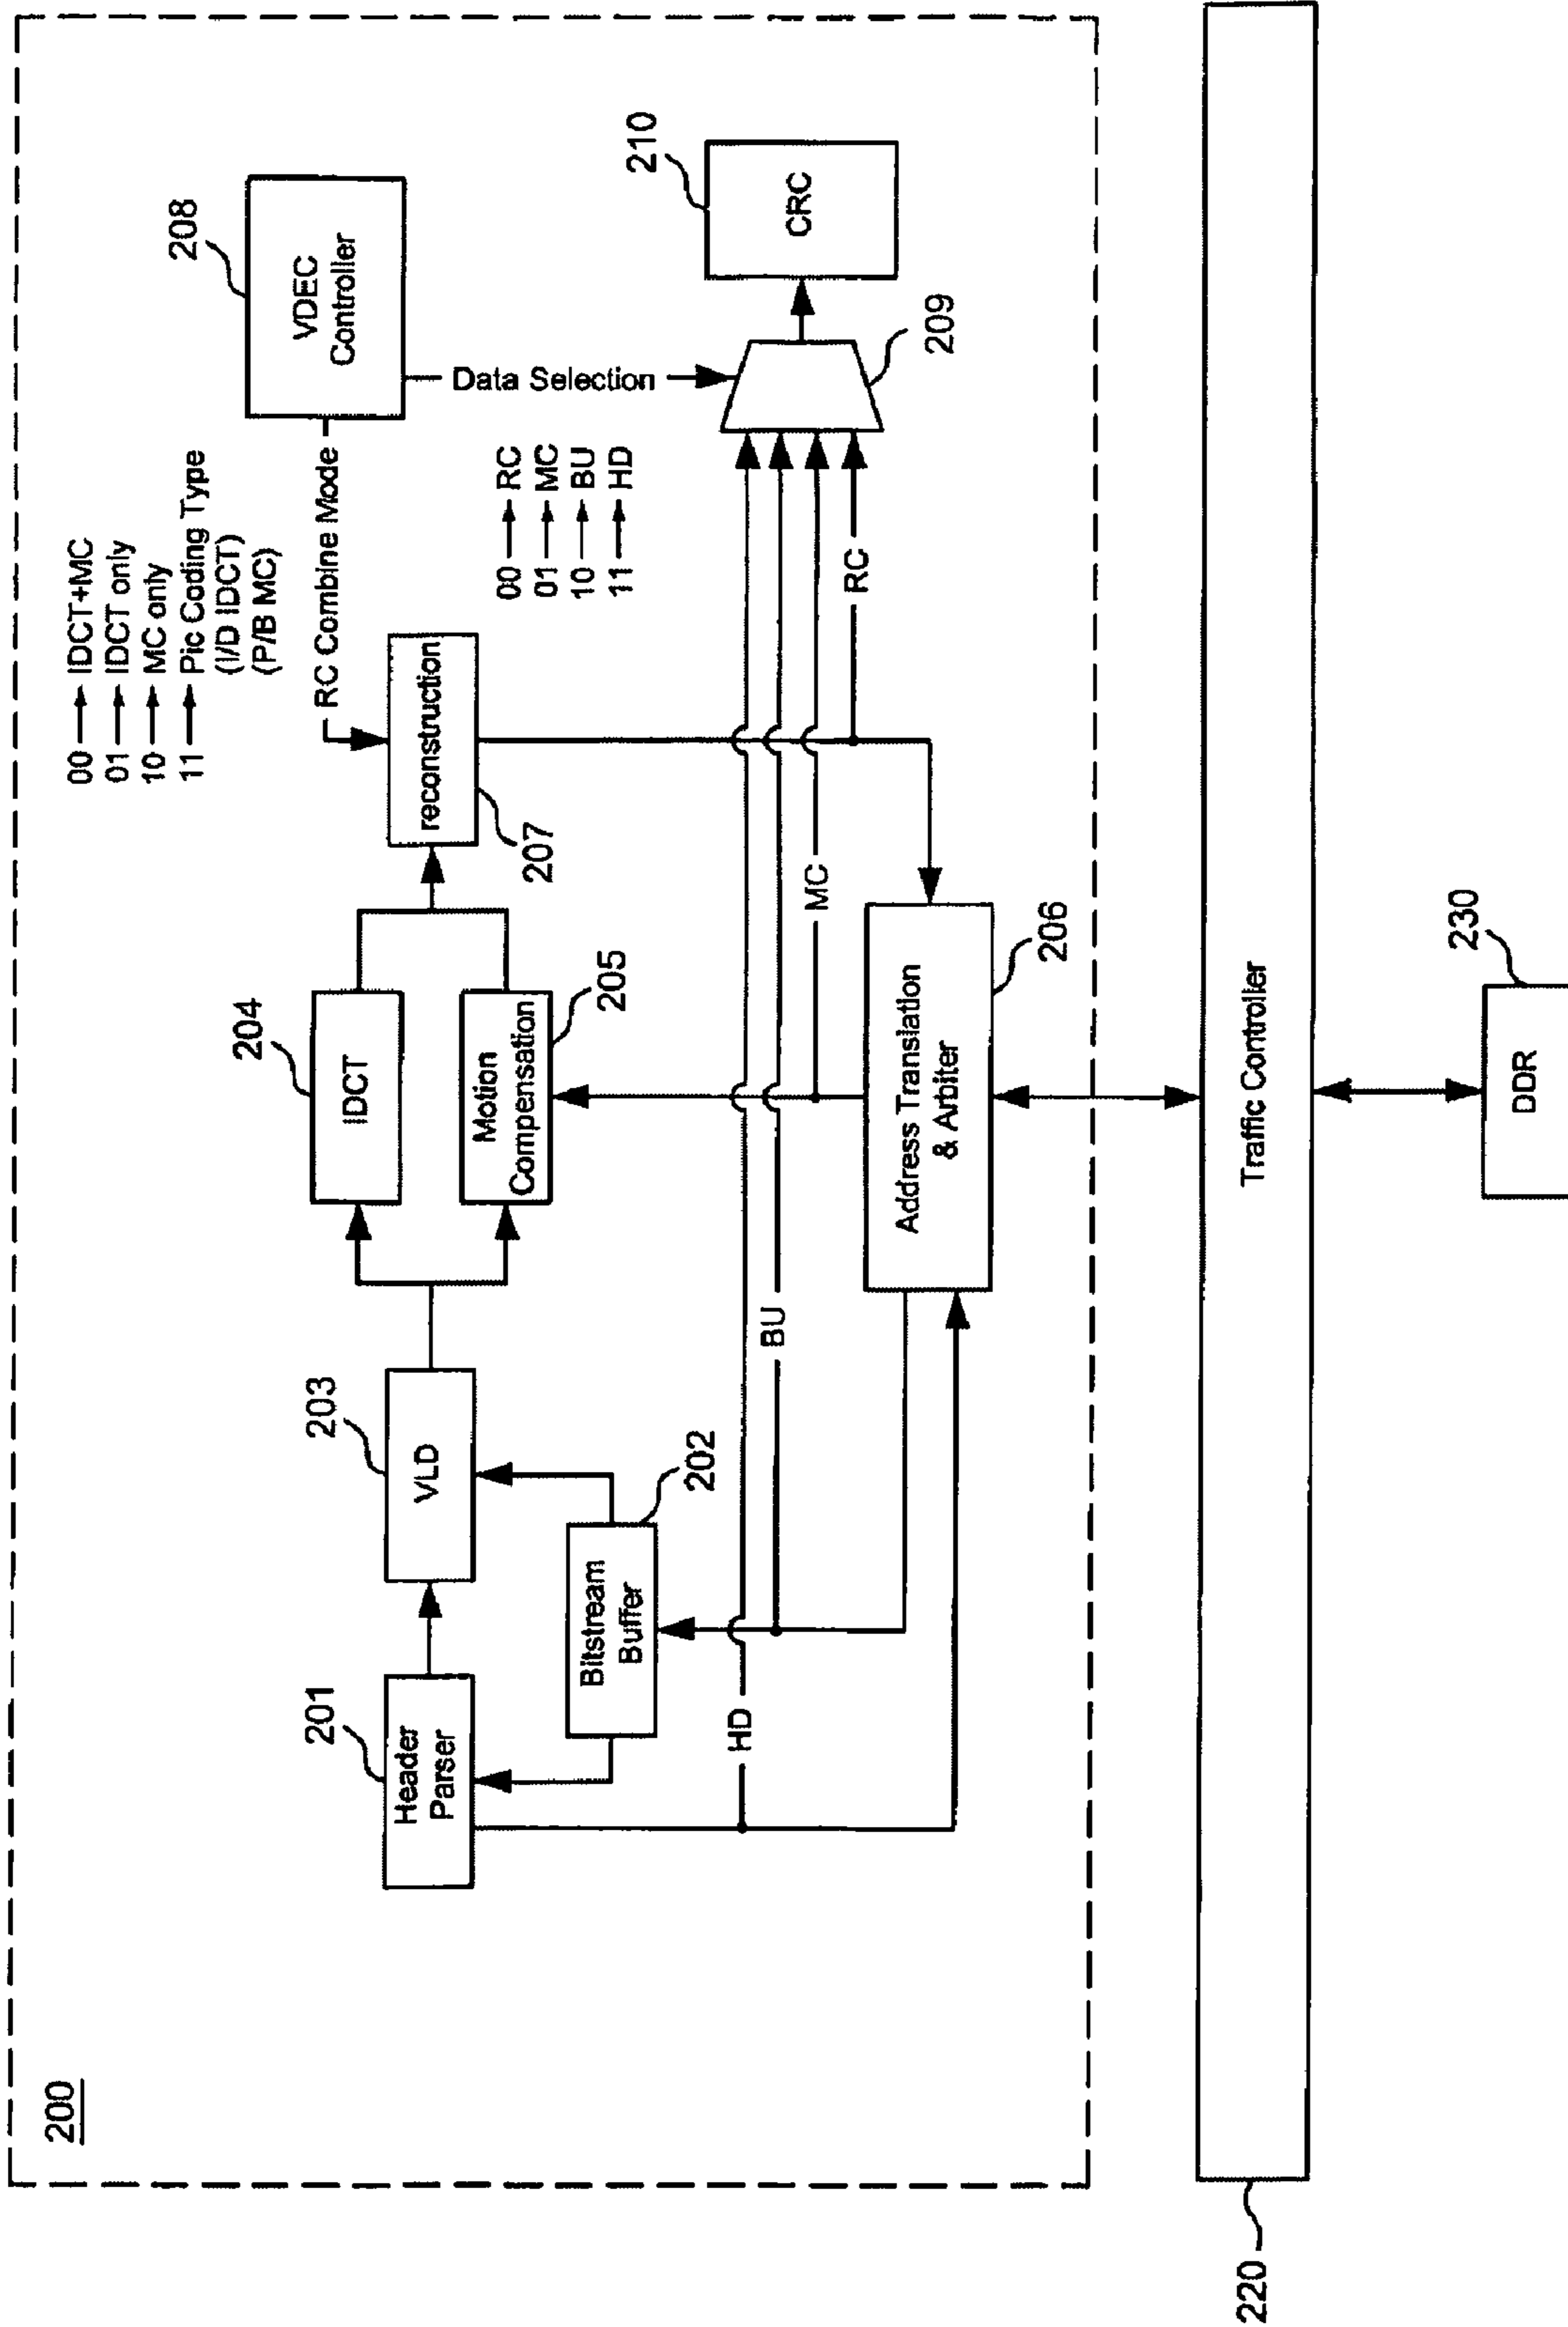 200
208
VDEC
Controller
RC Combine Mode
00 → IDCT+MC
01 → IDCT only
10 → MC only
11 → Pic Coding Type
(I/D IDCT)
(P/B MC)
Data Selection
00 → RC
01 → MC
10 → BU
11 → HD
201
Header
Parser
203
VLD
204
IDCT
205
Motion
Compensation
reconstruction
207
202
Bitstream
Buffer
HD
BU
MC
RC
209
210
CRC
206
Address Translation
& Arbiter
220
Traffic Controller
230
DDR